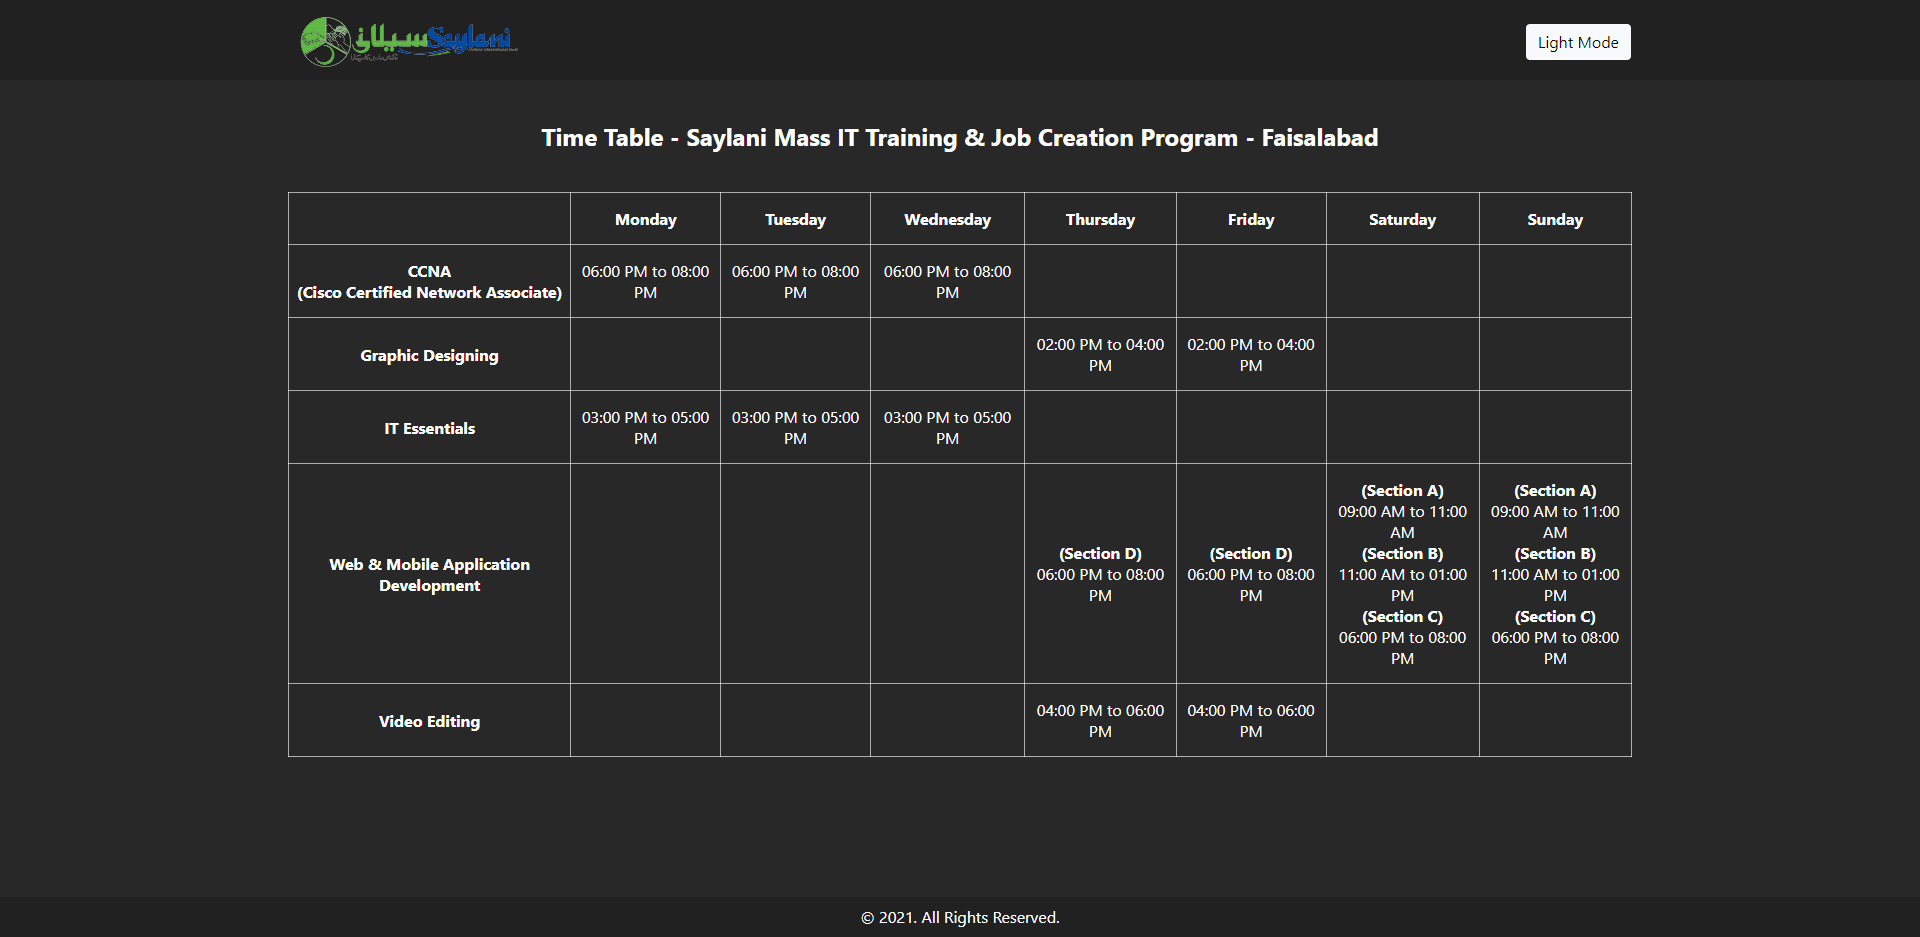 سیلانی Saylani
Light Mode
Time Table - Saylani Mass IT Training & Job Creation Program - Faisalabad
Monday Tuesday Wednesday Thursday Friday Saturday Sunday
CCNA
(Cisco Certified Network Associate)
06:00 PM to 08:00
PM
06:00 PM to 08:00
PM
06:00 PM to 08:00
PM
Graphic Designing
02:00 PM to 04:00
PM
02:00 PM to 04:00
PM
IT Essentials
03:00 PM to 05:00
PM
03:00 PM to 05:00
PM
03:00 PM to 05:00
PM
Web & Mobile Application
Development
(Section D)
06:00 PM to 08:00
PM
(Section D)
06:00 PM to 08:00
PM
(Section A)
09:00 AM to 11:00
AM
(Section B)
11:00 AM to 01:00
PM
(Section C)
06:00 PM to 08:00
PM
(Section A)
09:00 AM to 11:00
AM
(Section B)
11:00 AM to 01:00
PM
(Section C)
06:00 PM to 08:00
PM
Video Editing
04:00 PM to 06:00
PM
04:00 PM to 06:00
PM
© 2021. All Rights Reserved.